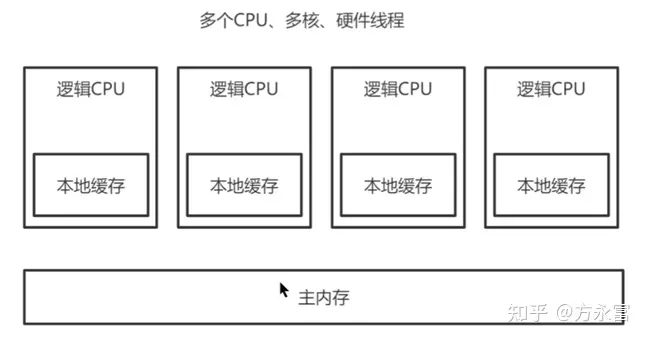 多个CPU、多核、硬件线程
逻辑CPU 逻辑CPU 逻辑CPU 逻辑CPU
本地缓存 本地缓存 本地缓存 本地缓存
主内存
知乎 @方永富